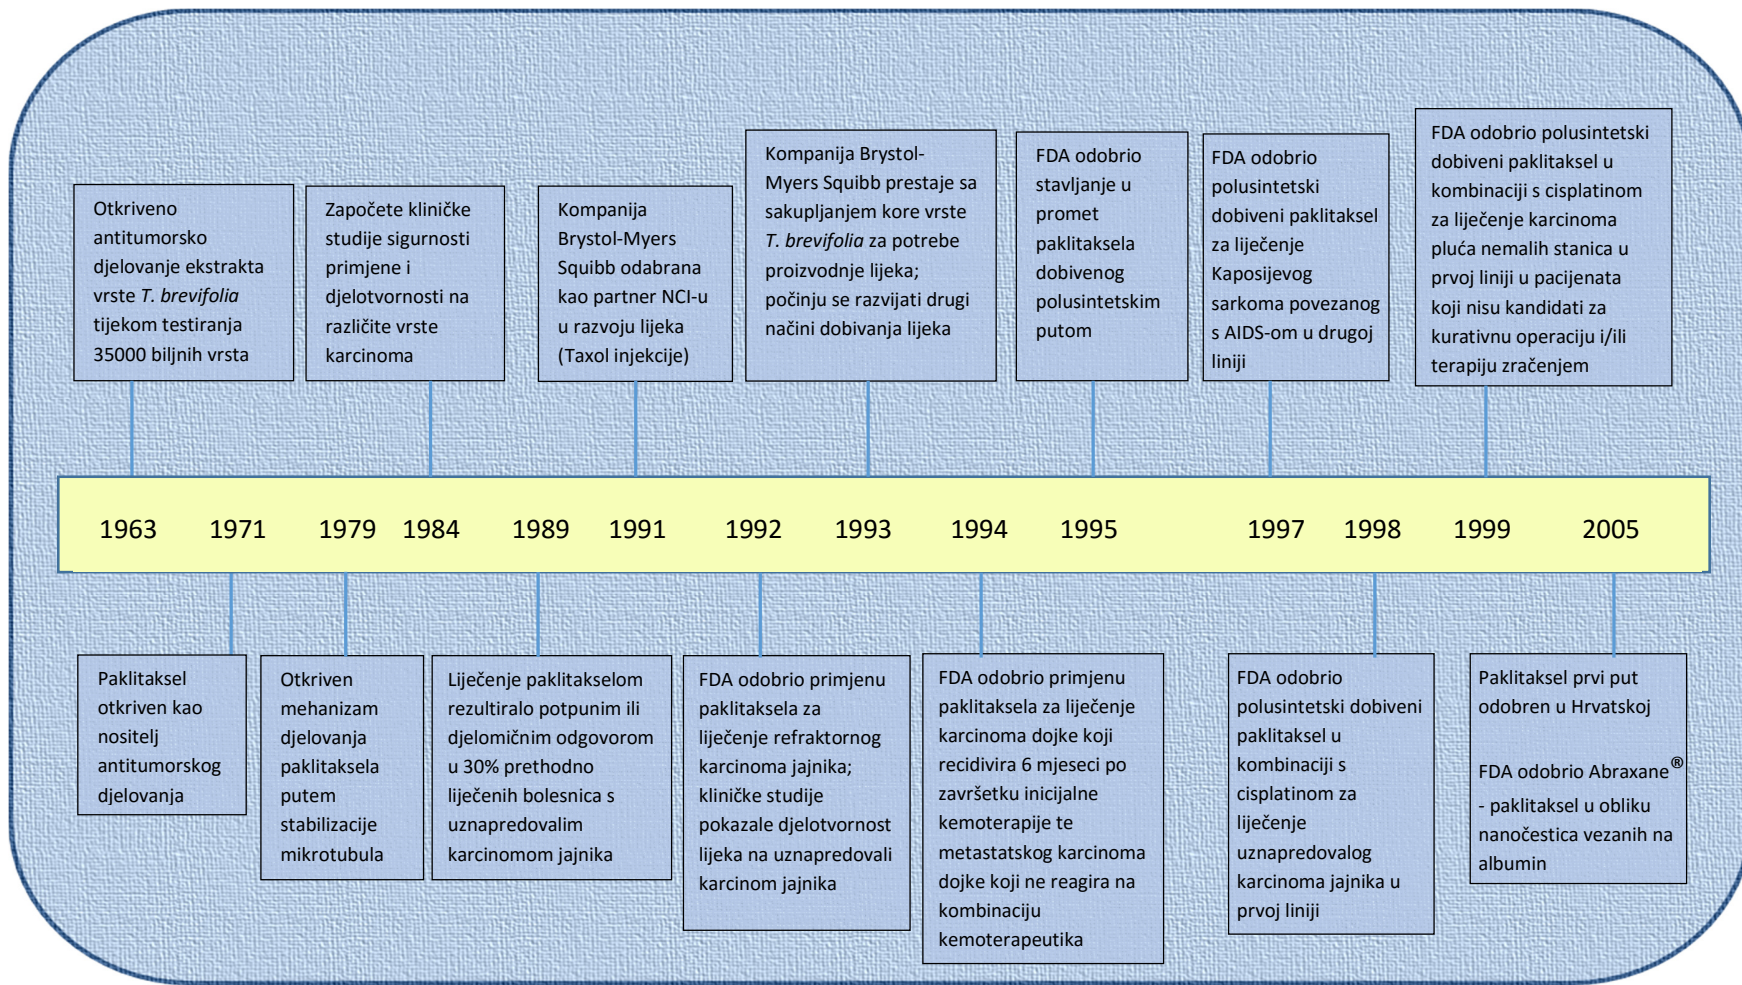 Otkriveno
antitumorsko
djelovanje ekstrakta
vrste T. brevifolia
tijekom testiranja
35000 biljnih vrsta
Započete kliničke
studije sigurnosti
primjene i
djelotvornosti na
različite vrste
karcinoma
Kompanija
Brystol-Myers
Squibb odabrana
kao partner NCI-u
u razvoju lijeka
(Taxol injekcije)
Kompanija Brystol-
Myers Squibb prestaje sa
sakupljanjem kore vrste
T. brevifolia za potrebe
proizvodnje lijeka;
počinju se razvijati drugi
načini dobivanja lijeka
FDA odobrio
stavljanje u
promet
paklitaksela
dobivenog
polusintetskim
putom
FDA odobrio
polusintetski
dobiveni paklitaksel
za liječenje
Kaposijevog
sarkoma povezanog
s AIDS-om u drugoj
liniji
FDA odobrio polusintetski
dobiveni paklitaksel u
kombinaciji s cisplatinom
za liječenje karcinoma
pluća nemalih stanica u
prvoj liniji u pacijenata
koji nisu kandidati za
kurativnu operaciju i/ili
terapiju zračenjem
1963 1971 1979 1984 1989 1991 1992 1993 1994 1995 1997 1998 1999 2005
Paklitaksel
otkriven kao
nositelj
antitumorskog
djelovanja
Otkriven
mehanizam
djelovanja
paklitaksela
putem
stabilizacije
mikrotubula
Liječenje paklitakselom
rezultiralo potpunim ili
djelomičnim odgovorom
u 30% prethodno
liječenih bolesnica s
uznapredovalim
karcinomom jajnika
FDA odobrio primjenu
paklitaksela za
liječenje refraktornog
karcinoma jajnika;
kliničke studije
pokazale djelotvornost
lijeka na uznapredovali
karcinom jajnika
FDA odobrio primjenu
paklitaksela za liječenje
karcinoma dojke koji
recidivira 6 mjeseci po
završetku inicijalne
kemoterapije te
metastatskog karcinoma
dojke koji ne reagira na
kombinaciju
kemoterapeutika
FDA odobrio
polusintetski dobiveni
paklitaksel u
kombinaciji s
cisplatinom za
liječenje
uznapredovalog
karcinoma jajnika u
prvoj liniji
Paklitaksel prvi put
odobren u Hrvatskoj
FDA odobrio Abraxane®
- paklitaksel u obliku
nanočestica vezanih na
albumin